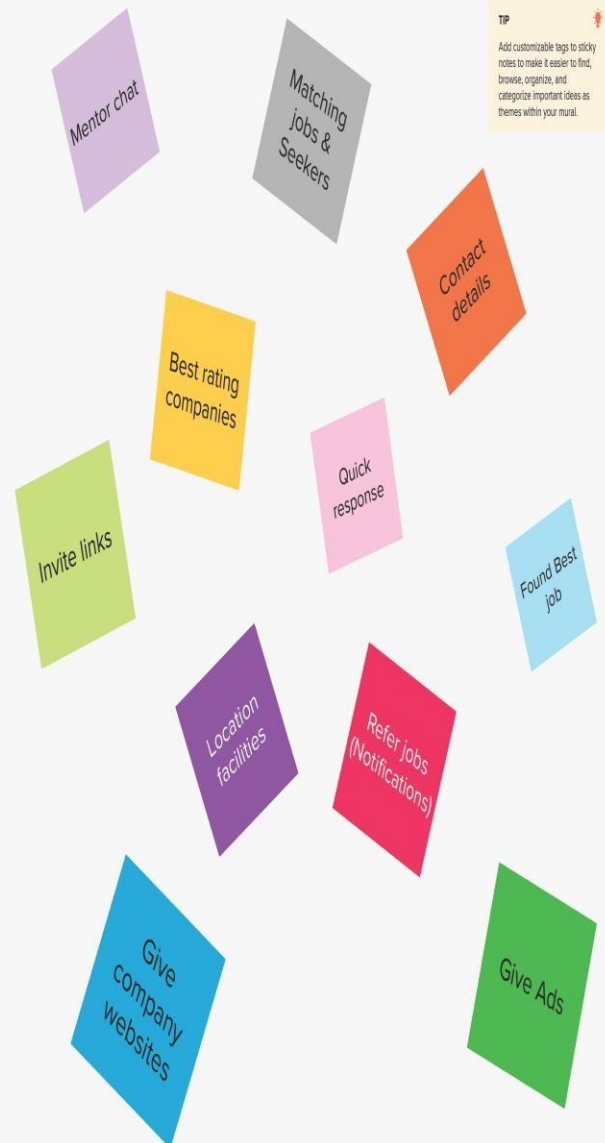 TIP
Add customizable tags to sticky
notes to make it easier to find,
browse, organize, and
categorize important ideas as
themes within your mural.
Mentor chat
Matching
jobs &
Seekers
Contact
details
Best rating
companies
Quick
response
Invite links
Found Best
job
Location
facilities
Refer jobs
(Notifications)
Give
company
websites
Give Ads